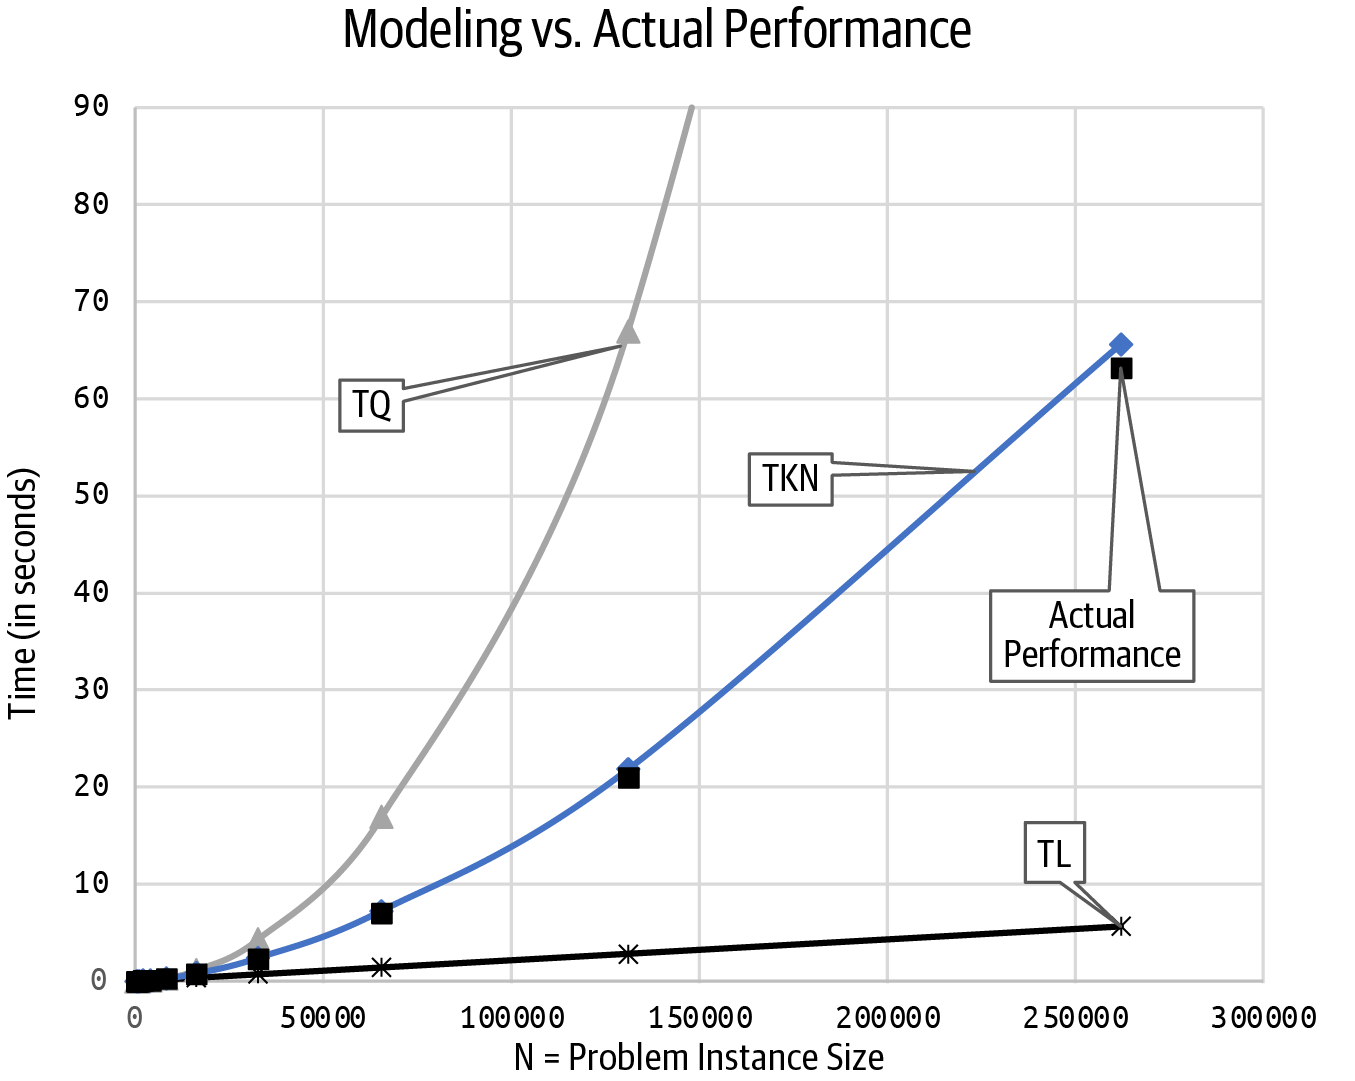 Modeling vs. Actual Performance
90
80
70
60
50
40
30
20
10
0
Time (in seconds)
TQ
TKN
Actual
Performance
TL
0 50000 100000 150000 200000 250000 300000
N = Problem Instance Size